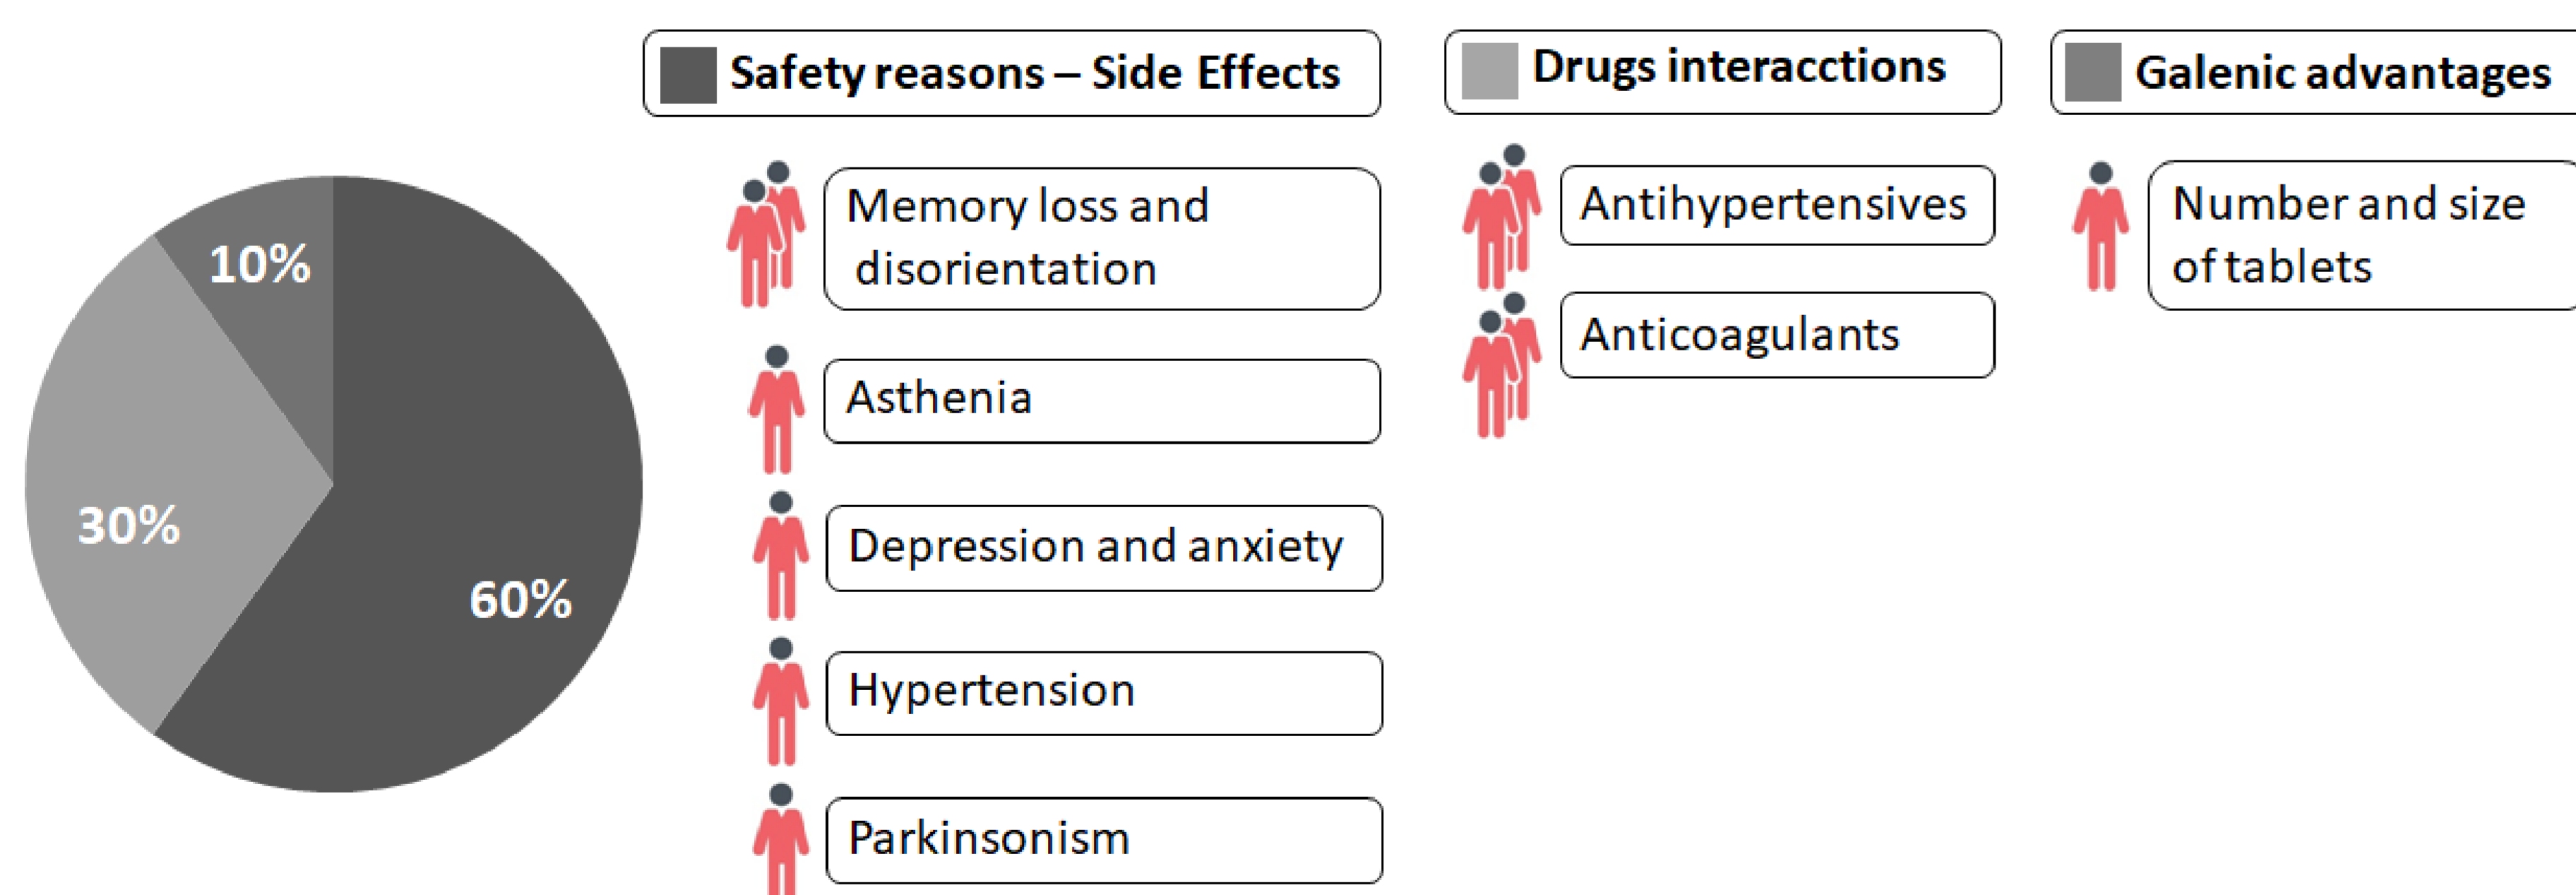 Safety reasons – Side Effects
Drugs interacctions
Galenic advantages
10%
30%
60%
Memory loss and
disorientation
Asthenia
Depression and anxiety
Hypertension
Parkinsonism
Antihypertensives
Anticoagulants
Number and size
of tablets